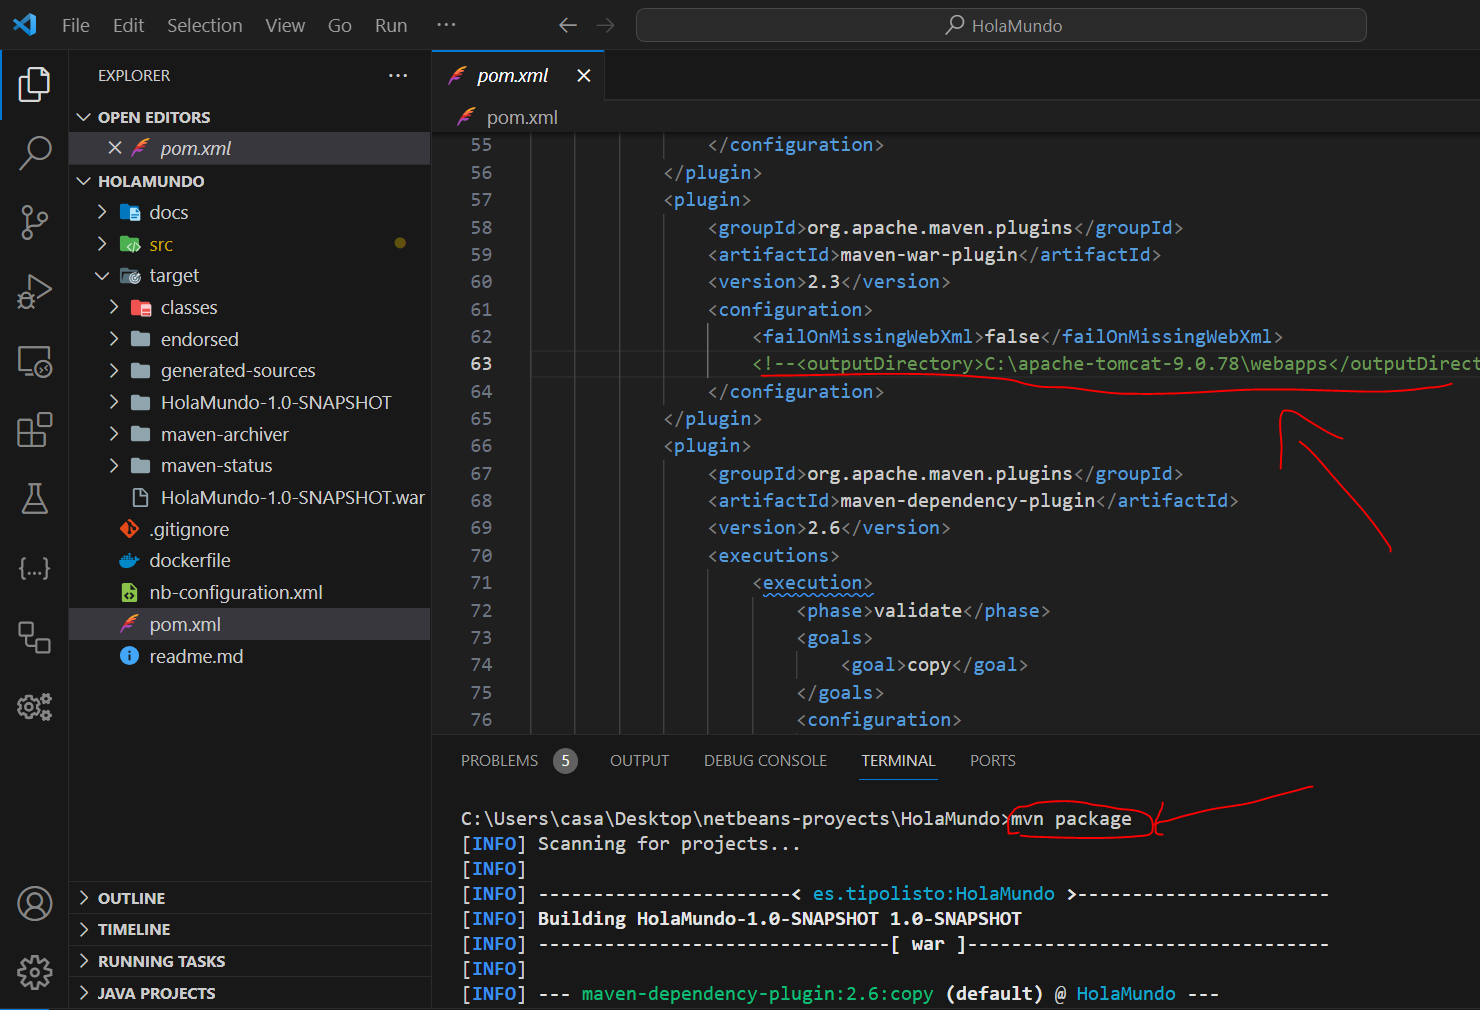 File Edit Selection View Go Run ···
HolaMundo
EXPLORER ···
OPEN EDITORS
pom.xml
HOLAMUNDO
docs
src
target
classes
endorsed
generated-sources
HolaMundo-1.0-SNAPSHOT
maven-archiver
maven-status
HolaMundo-1.0-SNAPSHOT.war
.gitignore
dockerfile
nb-configuration.xml
pom.xml
readme.md
OUTLINE
TIMELINE
RUNNING TASKS
JAVA PROJECTS
pom.xml
pom.xml
55 </configuration>
56 </plugin>
57 <plugin>
58 <groupId>org.apache.maven.plugins</groupId>
59 <artifactId>maven-war-plugin</artifactId>
60 <version>2.3</version>
61 <configuration>
62 <failOnMissingWebXml>false</failOnMissingWebXml>
63 <!--<outputDirectory>C:\apache-tomcat-9.0.78\webapps</outputDirect
64 </configuration>
65 </plugin>
66 <plugin>
67 <groupId>org.apache.maven.plugins</groupId>
68 <artifactId>maven-dependency-plugin</artifactId>
69 <version>2.6</version>
70 <executions>
71 <execution>
72 <phase>validate</phase>
73 <goals>
74 <goal>copy</goal>
75 </goals>
76 <configuration>
PROBLEMS 5 OUTPUT DEBUG CONSOLE TERMINAL PORTS
C:\Users\casa\Desktop\netbeans-proyects\HolaMundo>mvn package
[INFO] Scanning for projects...
[INFO]
[INFO] -----------------------< es.tipolisto:HolaMundo >-----------------------
[INFO] Building HolaMundo-1.0-SNAPSHOT 1.0-SNAPSHOT
[INFO] --------------------------------[ war ]---------------------------------
[INFO]
[INFO] --- maven-dependency-plugin:2.6:copy (default) @ HolaMundo ---